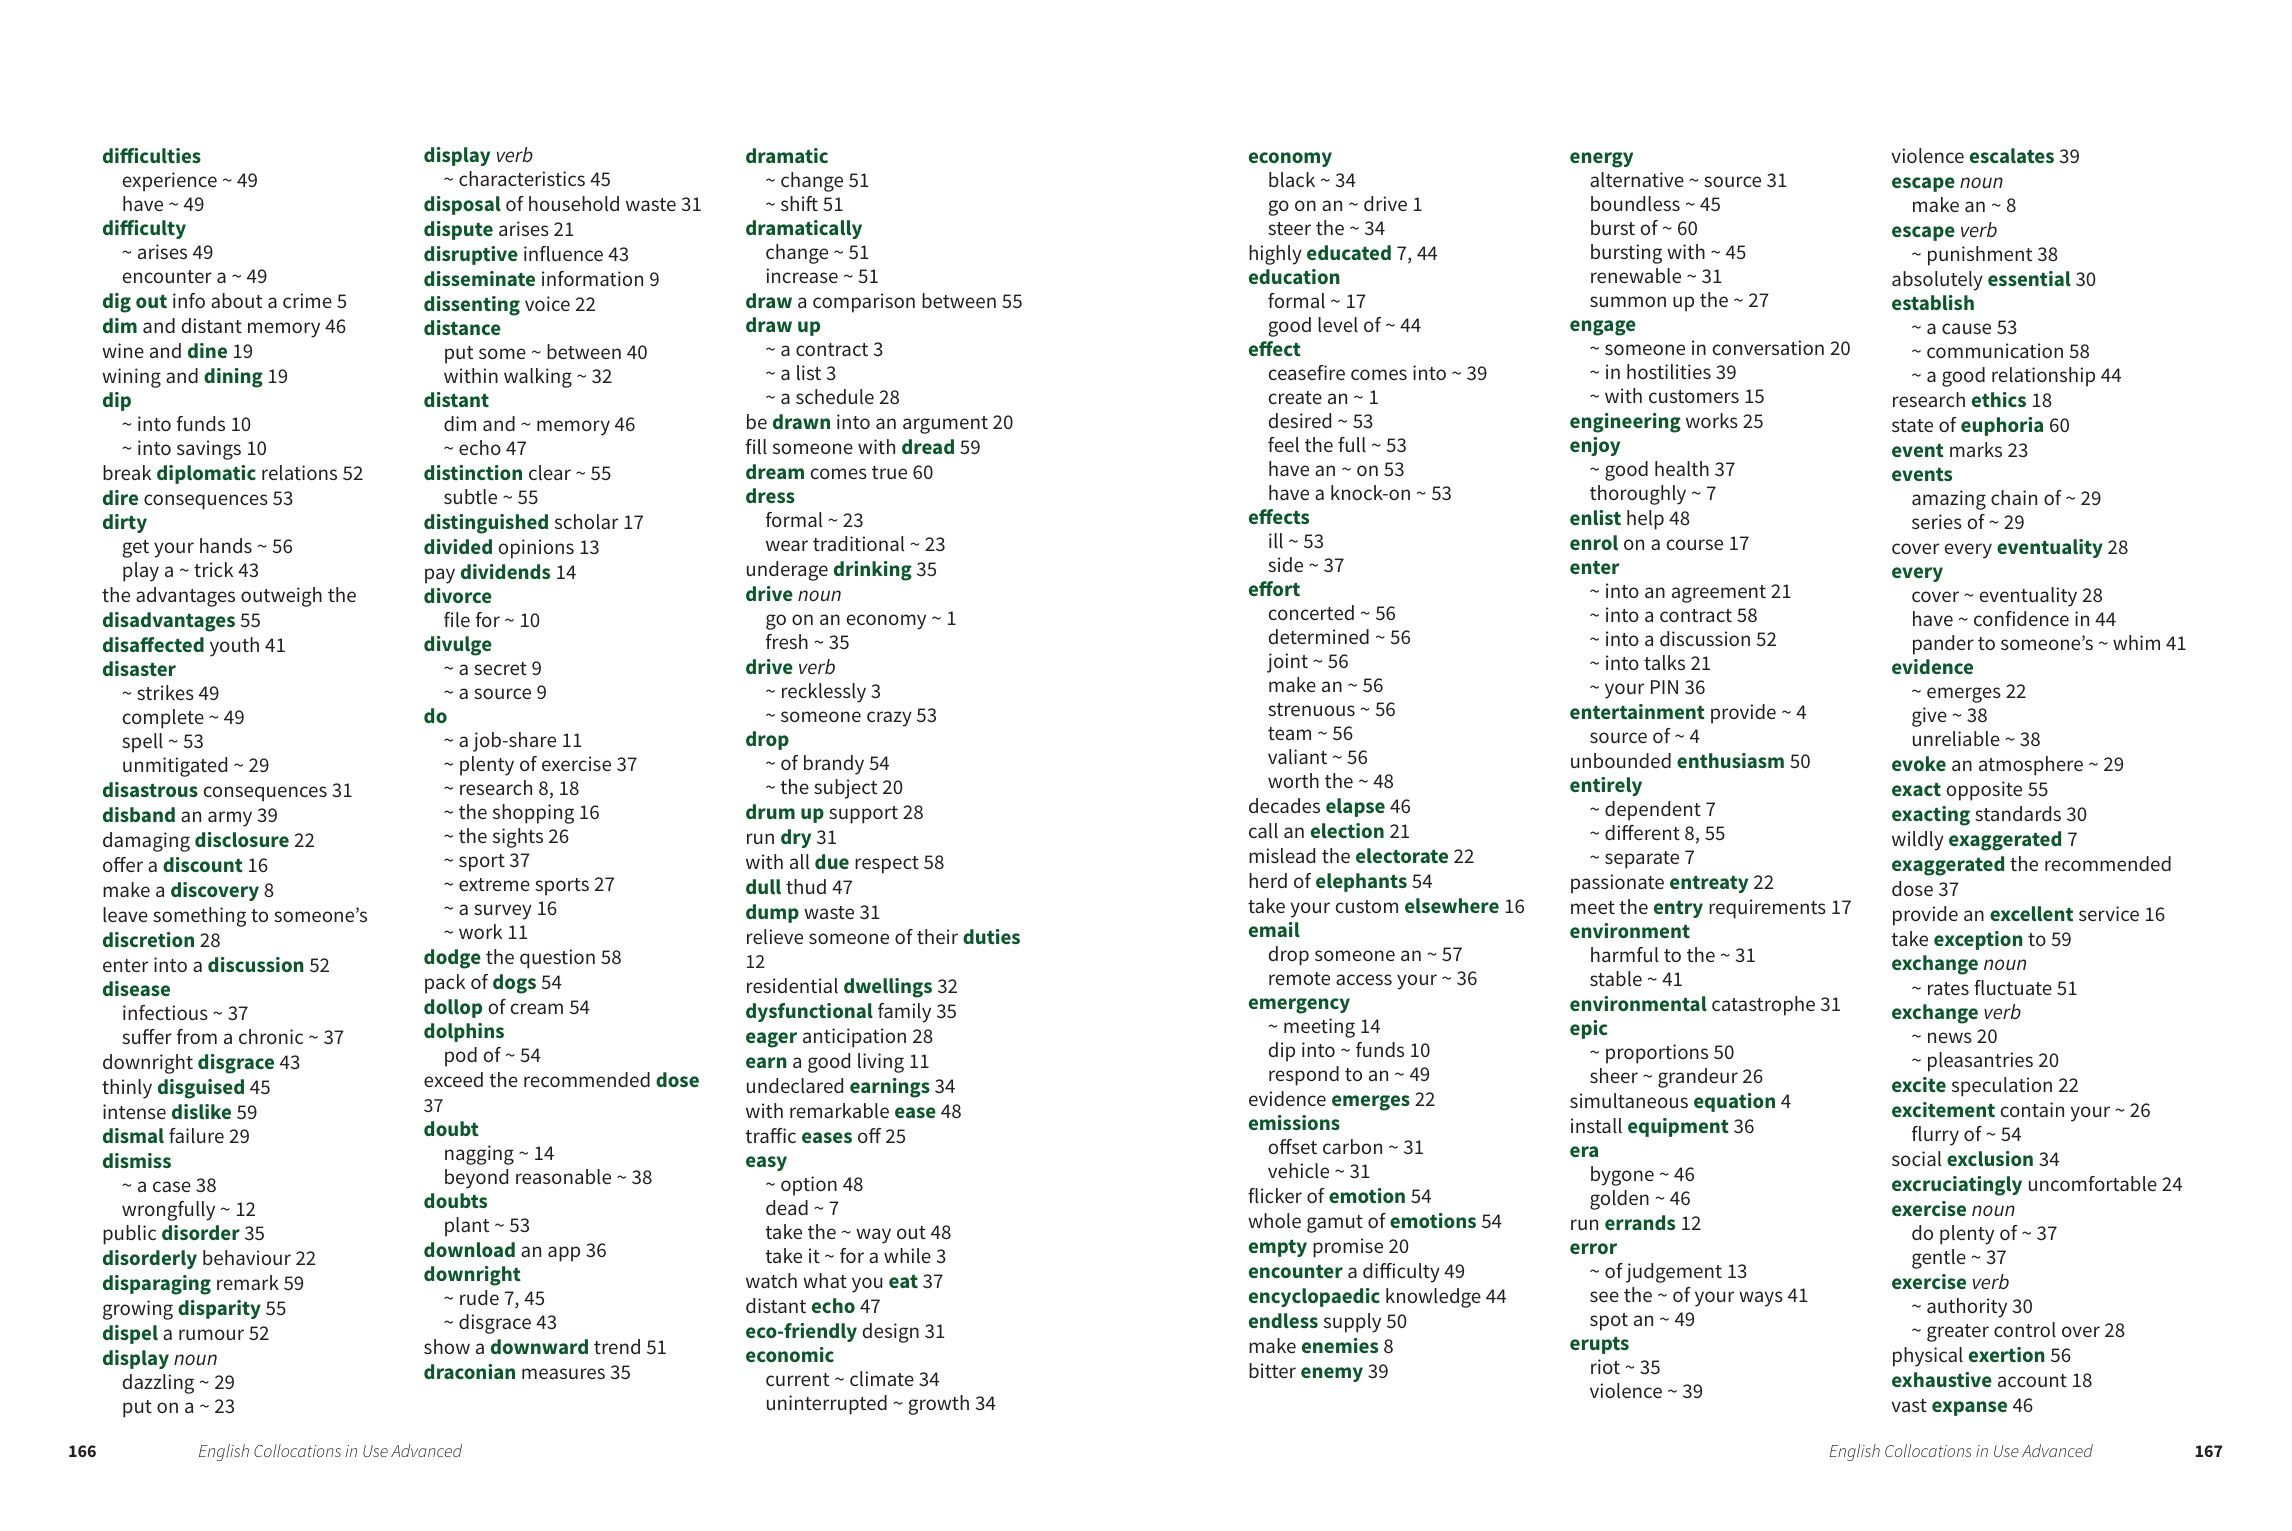 difficulties
experience ~ 49
have ~ 49
difficulty
~ arises 49
encounter a ~ 49
dig out info about a crime 5
dim and distant memory 46
wine and dine 19
wining and dining 19
dip
~ into funds 10
~ into savings 10
break diplomatic relations 52
dire consequences 53
dirty
get your hands ~ 56
play a ~ trick 43
the advantages outweigh the
disadvantages 55
disaffected youth 41
disaster
~ strikes 49
complete ~ 49
spell ~ 53
unmitigated ~ 29
disastrous consequences 31
disband an army 39
damaging disclosure 22
offer a discount 16
make a discovery 8
leave something to someone's
discretion 28
enter into a discussion 52
disease
infectious ~ 37
suffer from a chronic ~ 37
downright disgrace 43
thinly disguised 45
intense dislike 59
dismal failure 29
dismiss
~ a case 38
wrongfully ~ 12
public disorder 35
disorderly behaviour 22
disparaging remark 59
growing disparity 55
dispel a rumour 52
display noun
dazzling ~ 29
put on a ~ 23
display verb
~ characteristics 45
disposal of household waste 31
dispute arises 21
disruptive influence 43
disseminate information 9
dissenting voice 22
distance
put some ~ between 40
within walking ~ 32
distant
dim and ~ memory 46
~ echo 47
distinction clear ~ 55
subtle ~ 55
distinguished scholar 17
divided opinions 13
pay dividends 14
divorce
file for ~ 10
divulge
~ a secret 9
~ a source 9
do
~ a job-share 11
~ plenty of exercise 37
~ research 8, 18
~ the shopping 16
~ the sights 26
~ sport 37
~ extreme sports 27
~ a survey 16
~ work 11
dodge the question 58
pack of dogs 54
dollop of cream 54
dolphins
pod of ~ 54
exceed the recommended dose
37
doubt
nagging ~ 14
beyond reasonable ~ 38
doubts
plant ~ 53
download an app 36
downright
~ rude 7, 45
~ disgrace 43
show a downward trend 51
draconian measures 35
dramatic
~ change 51
~ shift 51
dramatically
change ~ 51
increase ~ 51
draw a comparison between 55
draw up
~ a contract 3
~ a list 3
~ a schedule 28
be drawn into an argument 20
fill someone with dread 59
dream comes true 60
dress
formal ~ 23
wear traditional ~ 23
underage drinking 35
drive noun
go on an economy ~ 1
fresh ~ 35
drive verb
~ recklessly 3
~ someone crazy 53
drop
~ of brandy 54
~ the subject 20
drum up support 28
run dry 31
with all due respect 58
dull thud 47
dump waste 31
relieve someone of their duties
12
residential dwellings 32
dysfunctional family 35
eager anticipation 28
earn a good living 11
undeclared earnings 34
with remarkable ease 48
traffic eases off 25
easy
~ option 48
dead ~ 7
take the ~ way out 48
take it ~ for a while 3
watch what you eat 37
distant echo 47
eco-friendly design 31
economic
current ~ climate 34
uninterrupted ~ growth 34
166 English Collocations in Use Advanced
economy
black ~ 34
go on an ~ drive 1
steer the ~ 34
highly educated 7, 44
education
formal ~ 17
good level of ~ 44
effect
ceasefire comes into ~ 39
create an ~ 1
desired ~ 53
feel the full ~ 53
have an ~ on 53
have a knock-on ~ 53
effects
ill ~ 53
side ~ 37
effort
concerted ~ 56
determined ~ 56
joint ~ 56
make an ~ 56
strenuous ~ 56
team ~ 56
valiant ~ 56
worth the ~ 48
decades elapse 46
call an election 21
mislead the electorate 22
herd of elephants 54
take your custom elsewhere 16
email
drop someone an ~ 57
remote access your ~ 36
emergency
~ meeting 14
dip into ~ funds 10
respond to an ~ 49
evidence emerges 22
emissions
offset carbon ~ 31
vehicle ~ 31
flicker of emotion 54
whole gamut of emotions 54
empty promise 20
encounter a difficulty 49
encyclopaedic knowledge 44
endless supply 50
make enemies 8
bitter enemy 39
energy
alternative ~ source 31
boundless ~ 45
burst of ~ 60
bursting with ~ 45
renewable ~ 31
summon up the ~ 27
engage
~ someone in conversation 20
~ in hostilities 39
~ with customers 15
engineering works 25
enjoy
~ good health 37
thoroughly ~ 7
enlist help 48
enrol on a course 17
enter
~ into an agreement 21
~ into a contract 58
~ into a discussion 52
~ into talks 21
~ your PIN 36
entertainment provide ~ 4
source of ~ 4
unbounded enthusiasm 50
entirely
~ dependent 7
~ different 8, 55
~ separate 7
passionate entreaty 22
meet the entry requirements 17
environment
harmful to the ~ 31
stable ~ 41
environmental catastrophe 31
epic
~ proportions 50
sheer ~ grandeur 26
simultaneous equation 4
install equipment 36
era
bygone ~ 46
golden ~ 46
run errands 12
error
~ of judgement 13
see the ~ of your ways 41
spot an ~ 49
erupts
riot ~ 35
violence ~ 39
violence escalates 39
escape noun
make an ~ 8
escape verb
~ punishment 38
absolutely essential 30
establish
~ a cause 53
~ communication 58
~ a good relationship 44
research ethics 18
state of euphoria 60
event marks 23
events
amazing chain of ~ 29
series of ~ 29
cover every eventuality 28
every
cover ~ eventuality 28
have ~ confidence in 44
pander to someone's ~ whim 41
evidence
~ emerges 22
give ~ 38
unreliable ~ 38
evoke an atmosphere ~ 29
exact opposite 55
exacting standards 30
wildly exaggerated 7
exaggerated the recommended
dose 37
provide an excellent service 16
take exception to 59
exchange noun
~ rates fluctuate 51
exchange verb
~ news 20
~ pleasantries 20
excite speculation 22
excitement contain your ~ 26
flurry of ~ 54
social exclusion 34
excruciatingly uncomfortable 24
exercise noun
do plenty of ~ 37
gentle ~ 37
exercise verb
~ authority 30
~ greater control over 28
physical exertion 56
exhaustive account 18
vast expanse 46
English Collocations in Use Advanced 167